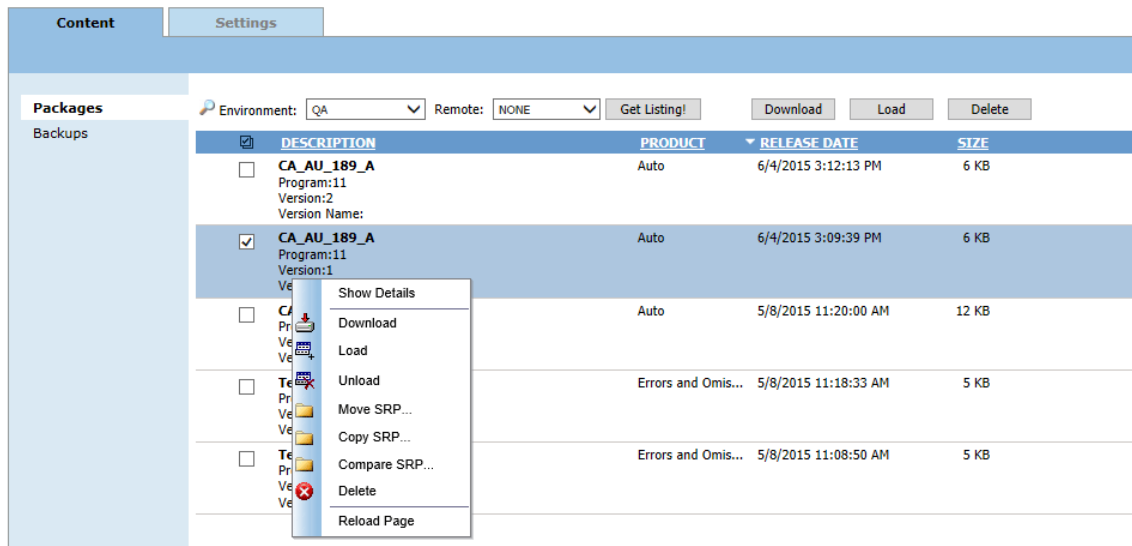 Content Settings
Packages
Backups
Environment: QA Remote: NONE Get Listing! Download Load Delete
DESCRIPTION PRODUCT RELEASE DATE SIZE
CA_AU_189_A Auto 6/4/2015 3:12:13 PM 6 KB
Program:11
Version:2
Version Name:
CA_AU_189_A Auto 6/4/2015 3:09:39 PM 6 KB
Program:11
Version:1
Auto 5/8/2015 11:20:00 AM 12 KB
Errors and Omis... 5/8/2015 11:18:33 AM 5 KB
Errors and Omis... 5/8/2015 11:08:50 AM 5 KB
Show Details
Download
Load
Unload
Move SRP...
Copy SRP...
Compare SRP...
Delete
Reload Page